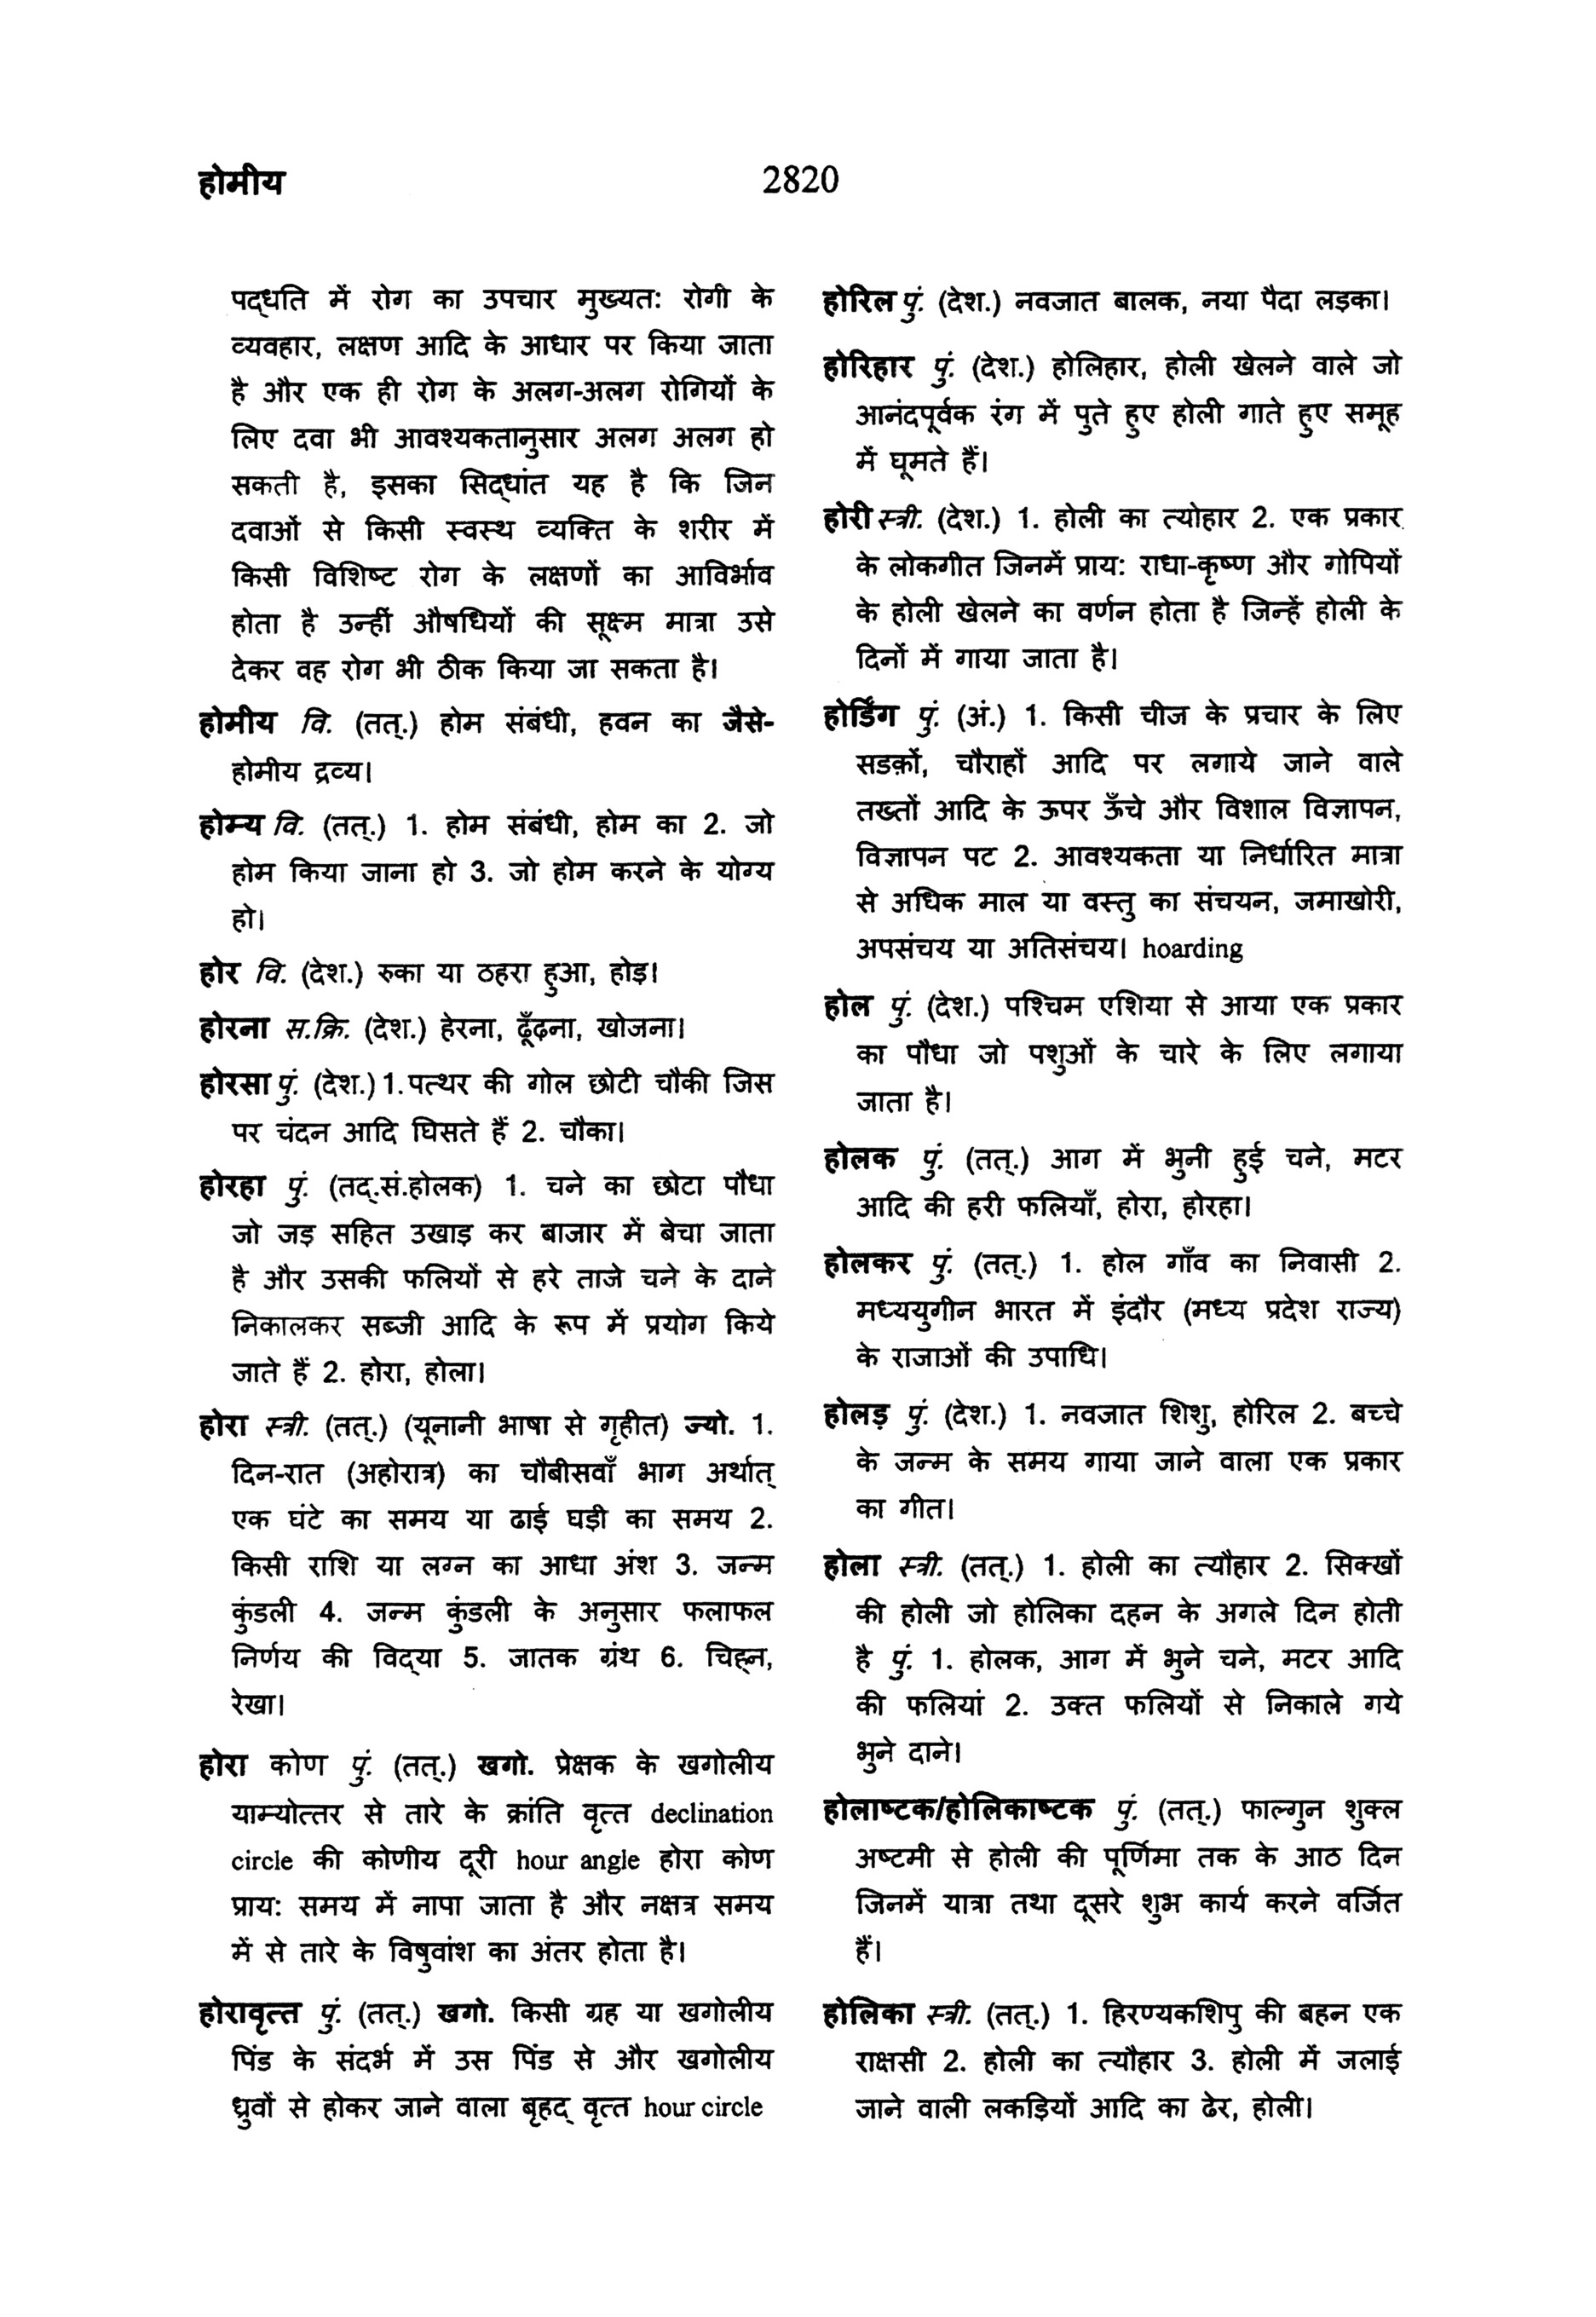 होमीय
2820
पद्धति में रोग का उपचार मुख्यत: रोगी के
व्यवहार, लक्षण आदि के आधार पर किया जाता
है और एक ही रोग के अलग-अलग रोगियों के
लिए दवा भी आवश्यकतानुसार अलग अलग हो
सकती है, इसका सिद्धांत यह है कि जिन
दवाओं से किसी स्वस्थ व्यक्ति के शरीर में
किसी विशिष्ट रोग के लक्षणों का आविर्भाव
होता है उन्हीं औषधियों की सूक्ष्म मात्रा उसे
देकर वह रोग भी ठीक किया जा सकता है।
होमीय वि. (तत्.) होम संबंधी, हवन का जैसे-
होमीय द्रव्य।
होम्य वि. (तत्.) 1. होम संबंधी, होम का 2. जो
होम किया जाना हो 3. जो होम करने के योग्य
हो।
होर वि. (देश.) रुका या ठहरा हुआ, होड़।
होरना स.क्रि. (देश.) हेरना, ढूँढ़ना, खोजना।
होरसा पुं. (देश.) 1. पत्थर की गोल छोटी चौकी जिस
पर चंदन आदि घिसते हैं 2. चौका।
होरहा पुं. (तद्.सं.होलक) 1. चने का छोटा पौधा
जो जड़ सहित उखाड़ कर बाजार में बेचा जाता
है और उसकी फलियों से हरे ताजे चने के दाने
निकालकर सब्जी आदि के रूप में प्रयोग किये
जाते हैं 2. होरा, होला।
होरा स्त्री. (तत्.) (यूनानी भाषा से गृहीत) ज्यो. 1.
दिन-रात (अहोरात्र) का चौबीसवाँ भाग अर्थात्
एक घंटे का समय या ढाई घड़ी का समय 2.
किसी राशि या लग्न का आधा अंश 3. जन्म
कुंडली 4. जन्म कुंडली के अनुसार फलाफल
निर्णय की विद्या 5. जातक ग्रंथ 6. चिह्न,
रेखा।
होरा कोण पुं. (तत्.) खगो. प्रेक्षक के खगोलीय
याम्योत्तर से तारे के क्रांति वृत्त declination
circle की कोणीय दूरी hour angle होरा कोण
प्राय: समय में नापा जाता है और नक्षत्र समय
में से तारे के विषुवांश का अंतर होता है।
होरावृत्त पुं. (तत्.) खगो. किसी ग्रह या खगोलीय
पिंड के संदर्भ में उस पिंड से और खगोलीय
ध्रुवों से होकर जाने वाला बृहद् वृत्त hour circle
होरिल पुं. (देश.) नवजात बालक, नया पैदा लड़का।
होरिहार पुं. (देश.) होलिहार, होली खेलने वाले जो
आनंदपूर्वक रंग में पुते हुए होली गाते हुए समूह
में घूमते हैं।
होरी स्त्री. (देश.) 1. होली का त्योहार 2. एक प्रकार
के लोकगीत जिनमें प्राय: राधा-कृष्ण और गोपियों
के होली खेलने का वर्णन होता है जिन्हें होली के
दिनों में गाया जाता है।
होर्डिंग पुं. (अं.) 1. किसी चीज के प्रचार के लिए
सडक़ों, चौराहों आदि पर लगाये जाने वाले
तख्तों आदि के ऊपर ऊँचे और विशाल विज्ञापन,
विज्ञापन पट 2. आवश्यकता या निर्धारित मात्रा
से अधिक माल या वस्तु का संचयन, जमाखोरी,
अपसंचय या अतिसंचय। hoarding
होल पुं. (देश.) पश्चिम एशिया से आया एक प्रकार
का पौधा जो पशुओं के चारे के लिए लगाया
जाता है।
होलक पुं. (तत्.) आग में भुनी हुई चने, मटर
आदि की हरी फलियाँ, होरा, होरहा।
होलकर पुं. (तत्.) 1. होल गाँव का निवासी 2.
मध्ययुगीन भारत में इंदौर (मध्य प्रदेश राज्य)
के राजाओं की उपाधि।
होलड़ पुं. (देश.) 1. नवजात शिशु, होरिल 2. बच्चे
के जन्म के समय गाया जाने वाला एक प्रकार
का गीत।
होला स्त्री. (तत्.) 1. होली का त्यौहार 2. सिक्खों
की होली जो होलिका दहन के अगले दिन होती
है पुं. 1. होलक, आग में भुने चने, मटर आदि
की फलियां 2. उक्त फलियों से निकाले गये
भुने दाने।
होलाष्टक/होलिकाष्टक पुं. (तत्.) फाल्गुन शुक्ल
अष्टमी से होली की पूर्णिमा तक के आठ दिन
जिनमें यात्रा तथा दूसरे शुभ कार्य करने वर्जित
हैं।
होलिका स्त्री. (तत्.) 1. हिरण्यकशिपु की बहन एक
राक्षसी 2. होली का त्यौहार 3. होली में जलाई
जाने वाली लकड़ियों आदि का ढेर, होली।